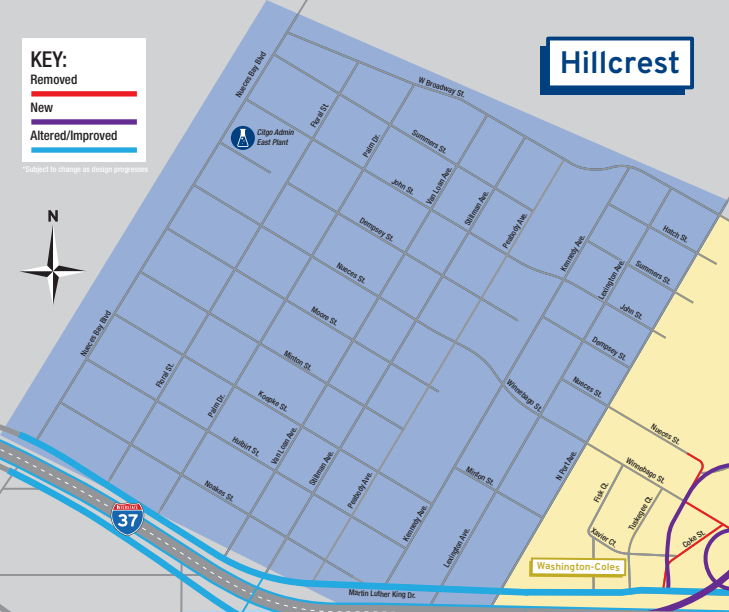 Hillcrest
KEY:
Removed
New
Altered/Improved
*Subject to change as design progresses
N
Nueces Bay Blvd
W Broadway St.
Floral St.
Citgo Admin
East Plant
Palm Dr.
Summers St.
John St.
Van Loan Ave.
Stillman Ave.
Peabody Ave.
Dempsey St.
Kennedy Ave.
Hatch St.
Lexington Ave.
Summers St.
John St.
Nueces St.
Moore St.
Dempsey St.
Nueces Bay Blvd
Minton St.
Floral St.
Palm Dr.
Koepke St.
Winnebago St.
Nueces St.
Nueces St.
Hulbirt St.
Van Loan Ave.
Stillman Ave.
Peabody Ave.
Noakes St.
Minton St.
N Port Ave.
Winnebago St.
Fisk Ct.
Tuskegee Ct.
Xavier Ct.
Coke St.
Kennedy Ave.
Lexington Ave.
INTERSTATE
37
Washington-Coles
Martin Luther King Dr.